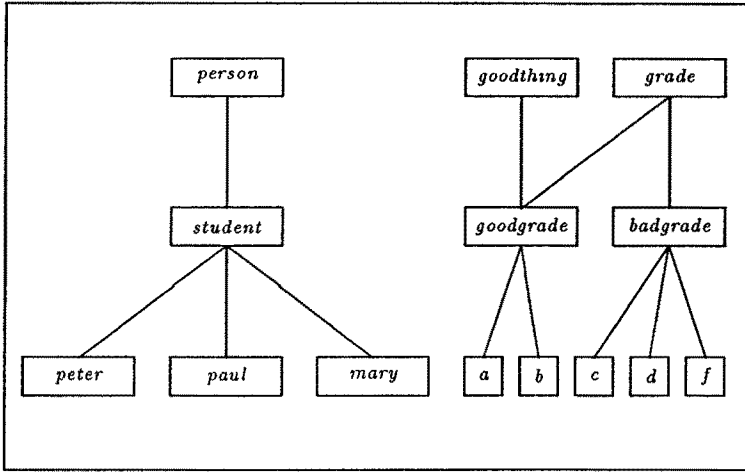 person goodthing grade
student goodgrade badgrade
peter paul mary a b c d f